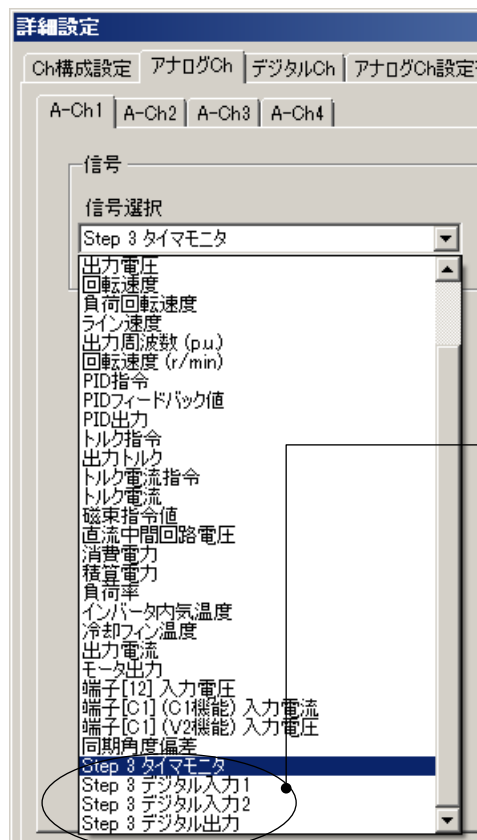 詳細設定
Ch構成設定 アナログCh デジタルCh アナログCh設定
A-Ch1 A-Ch2 A-Ch3 A-Ch4
信号
信号選択
Step 3 タイマモニタ
出力電圧
回転速度
負荷回転速度
ライン速度
出力周波数 (p.u.)
回転速度 (r/min)
PID指令
PIDフィードバック値
PID出力
トルク指令
出力トルク
トルク電流指令
トルク電流
磁束指令値
直流中間回路電圧
消費電力
積算電力
負荷率
インバータ内気温度
冷却フィン温度
出力電流
モータ出力
端子[12] 入力電圧
端子[C1] (C1機能) 入力電流
端子[C1] (V2機能) 入力電圧
同期角度偏差
Step 3 タイマモニタ
Step 3 デジタル入力1
Step 3 デジタル入力2
Step 3 デジタル出力